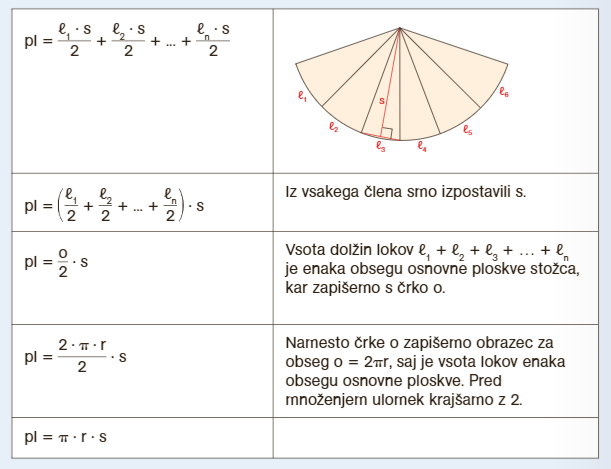 pl = ℓ₁ · s / 2 + ℓ₂ · s / 2 + ... + ℓₙ · s / 2
s
ℓ₁
ℓ₂
ℓ₃
ℓ₄
ℓ₅
ℓ₆
pl = (ℓ₁/2 + ℓ₂/2 + ... + ℓₙ/2) · s
Iz vsakega člena smo izpostavili s.
pl = o/2 · s
Vsota dolžin lokov ℓ₁ + ℓ₂ + ℓ₃ + ... + ℓₙ
je enaka obsegu osnovne ploskve stožca,
kar zapišemo s črko o.
pl = 2 · π · r / 2 · s
Namesto črke o zapišemo obrazec za
obseg o = 2πr, saj je vsota lokov enaka
obsegu osnovne ploskve. Pred
množenjem ulomek krajšamo z 2.
pl = π · r · s